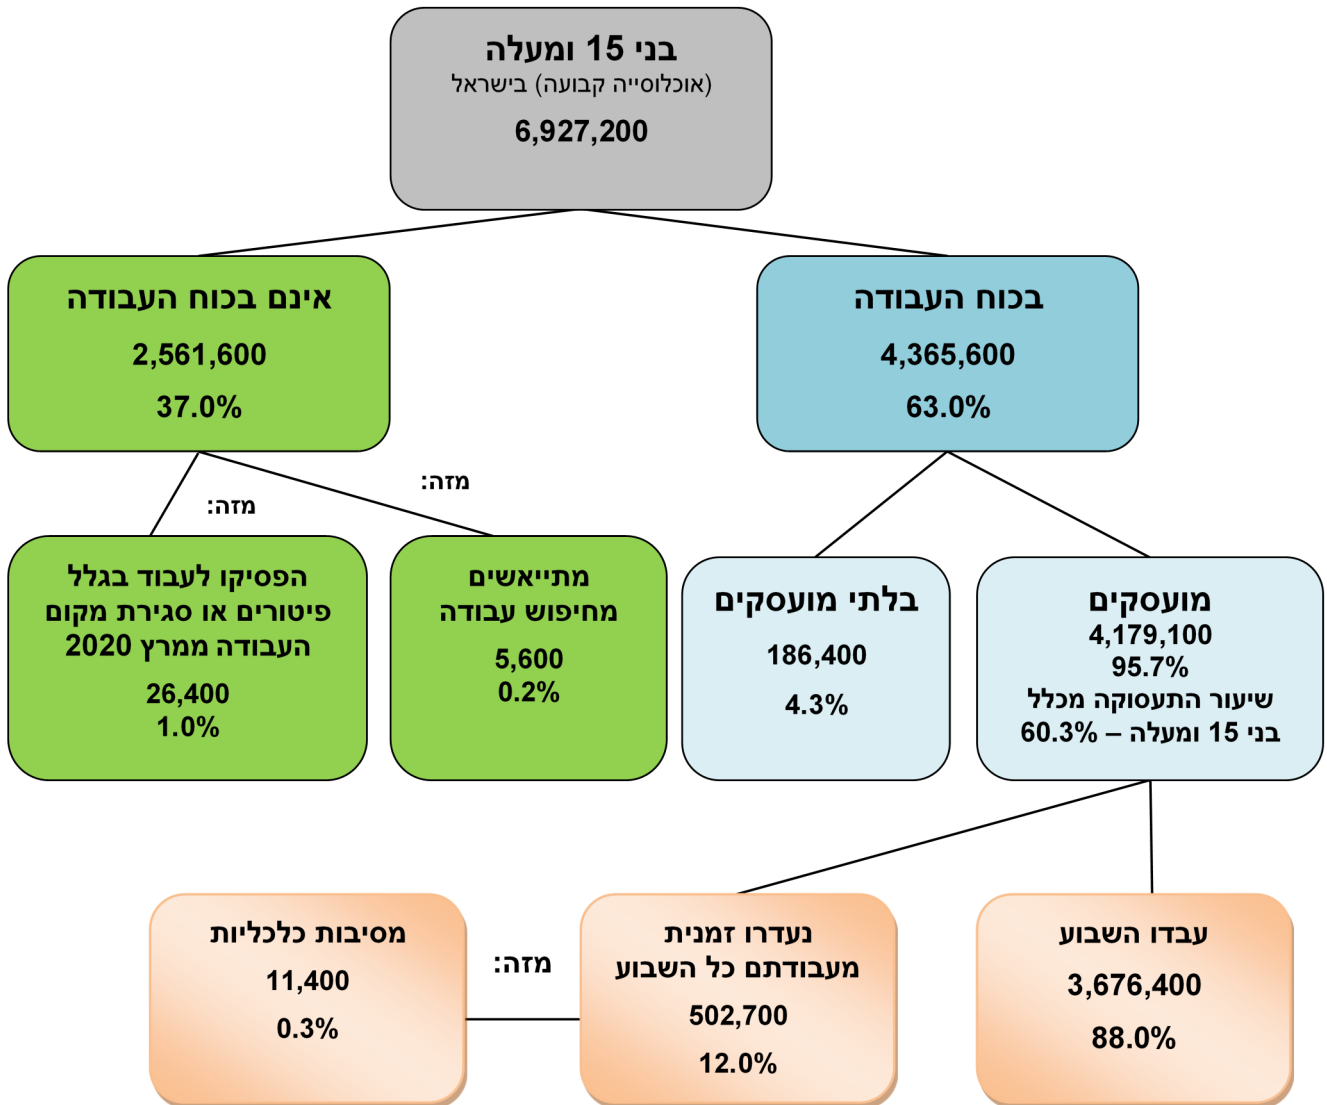 בני 15 ומעלה
(אוכלוסייה קבועה) בישראל
6,927,200
בכוח העבודה
4,365,600
63.0%
אינם בכוח העבודה
2,561,600
37.0%
מזה:
מזה:
מועסקים
4,179,100
95.7%
שיעור התעסוקה מכלל
בני 15 ומעלה – 60.3%
בלתי מועסקים
186,400
4.3%
מתייאשים
מחיפוש עבודה
5,600
0.2%
הפסיקו לעבוד בגלל
פיטורים או סגירת מקום
העבודה ממרץ 2020
26,400
1.0%
עבדו השבוע
3,676,400
88.0%
נעדרו זמנית
מעבודתם כל השבוע
502,700
12.0%
מזה:
מסיבות כלכליות
11,400
0.3%